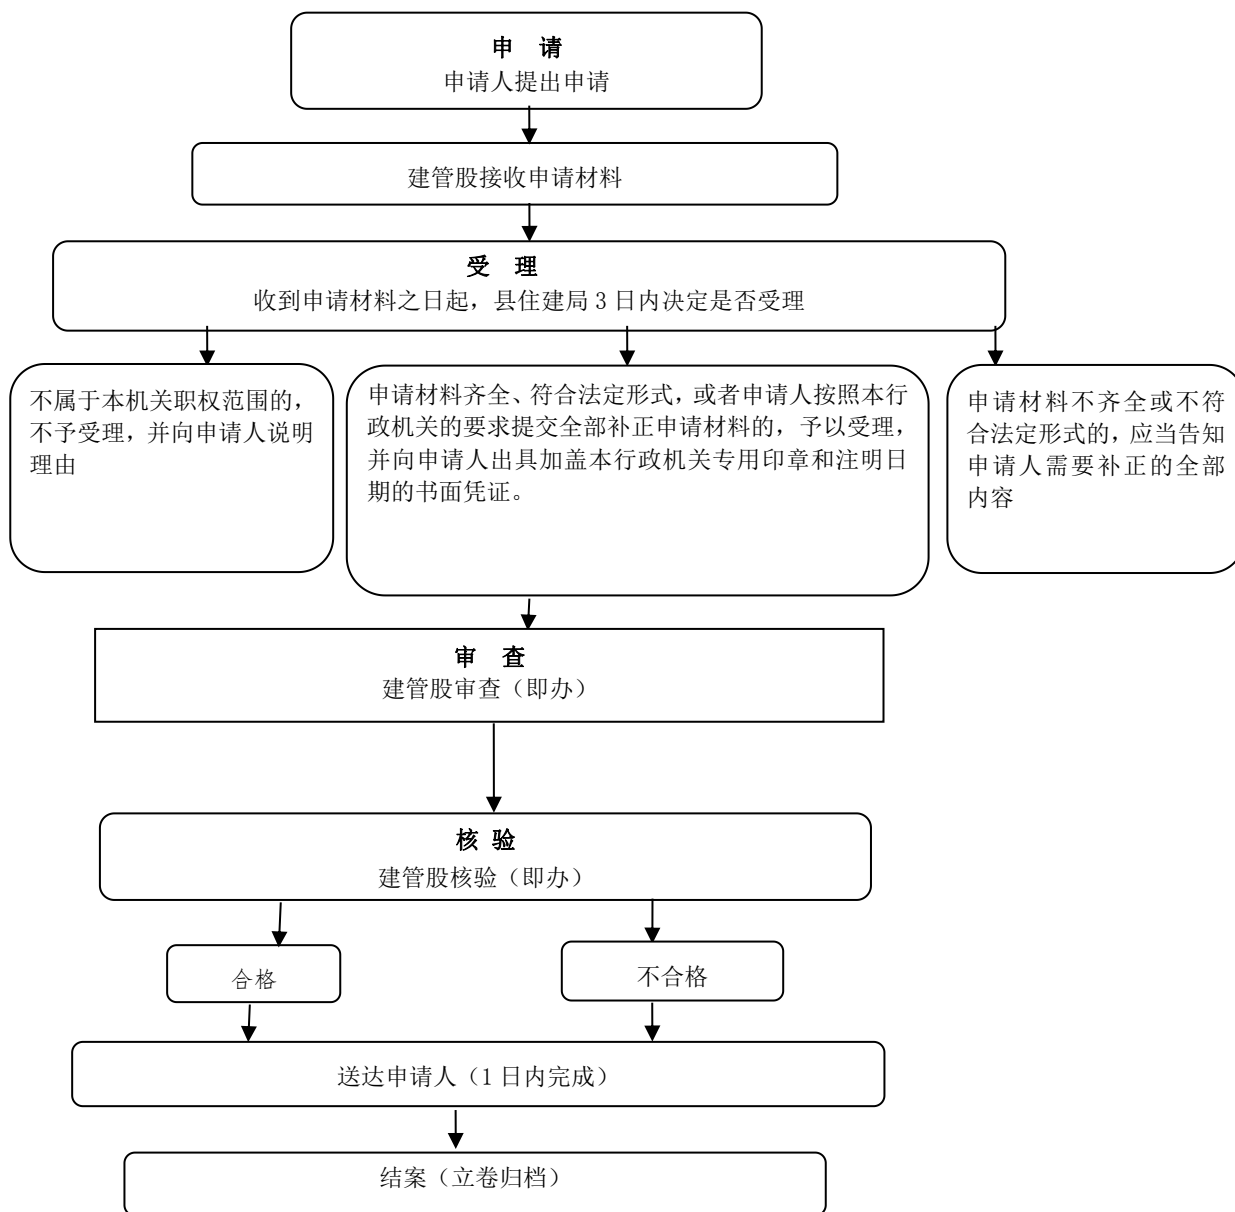 申 请
申请人提出申请
建管股接收申请材料
受 理
收到申请材料之日起，县住建局 3 日内决定是否受理
不属于本机关职权范围的，
不予受理，并向申请人说明
理由
申请材料齐全、符合法定形式，或者申请人按照本行
政机关的要求提交全部补正申请材料的，予以受理，
并向申请人出具加盖本行政机关专用印章和注明日
期的书面凭证。
申请材料不齐全或不符
合法定形式的，应当告知
申请人需要补正的全部
内容
审 查
建管股审查（即办）
核 验
建管股核验（即办）
合格
不合格
送达申请人（1 日内完成）
结案（立卷归档）